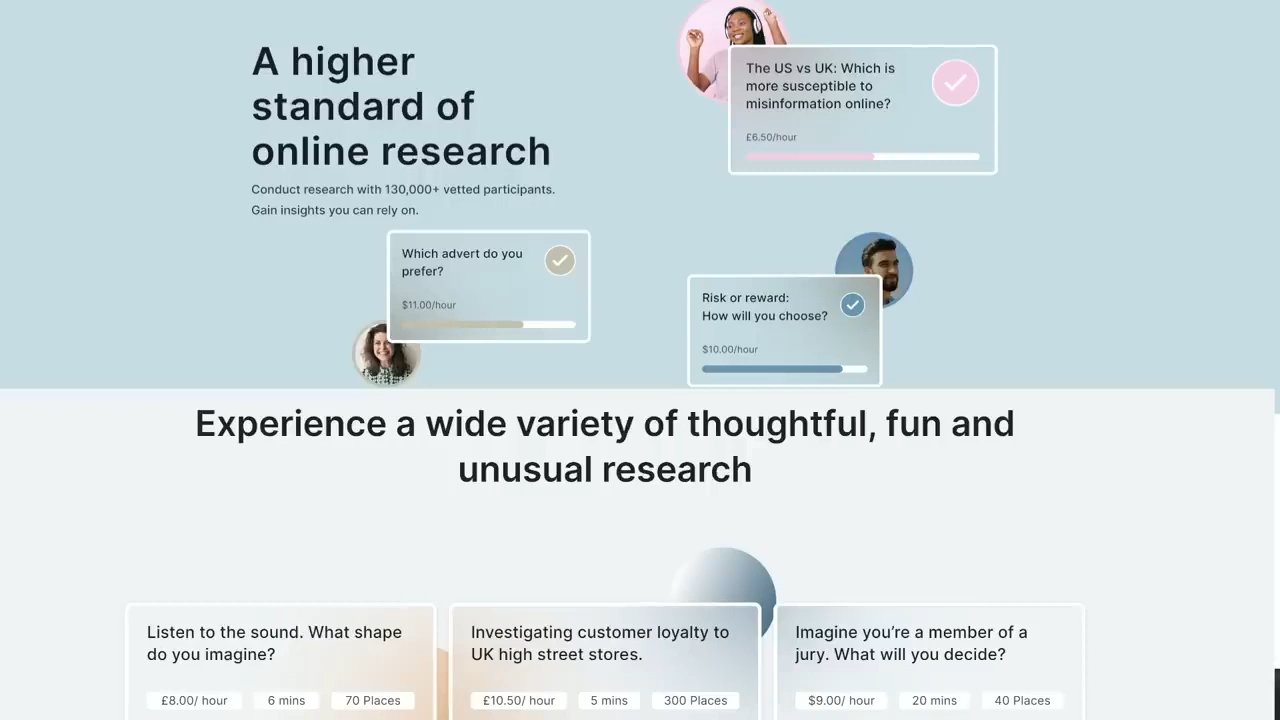 A higher
standard of
online research
Conduct research with 130,000+ vetted participants.
Gain insights you can rely on.
The US vs UK: Which is
more susceptible to
misinformation online?
£6.50/hour
Which advert do you
prefer?
$11.00/hour
Risk or reward:
How will you choose?
$10.00/hour
Experience a wide variety of thoughtful, fun and
unusual research
Listen to the sound. What shape
do you imagine?
£8.00/ hour 6 mins 70 Places
Investigating customer loyalty to
UK high street stores.
£10.50/ hour 5 mins 300 Places
Imagine you’re a member of a
jury. What will you decide?
$9.00/ hour 20 mins 40 Places